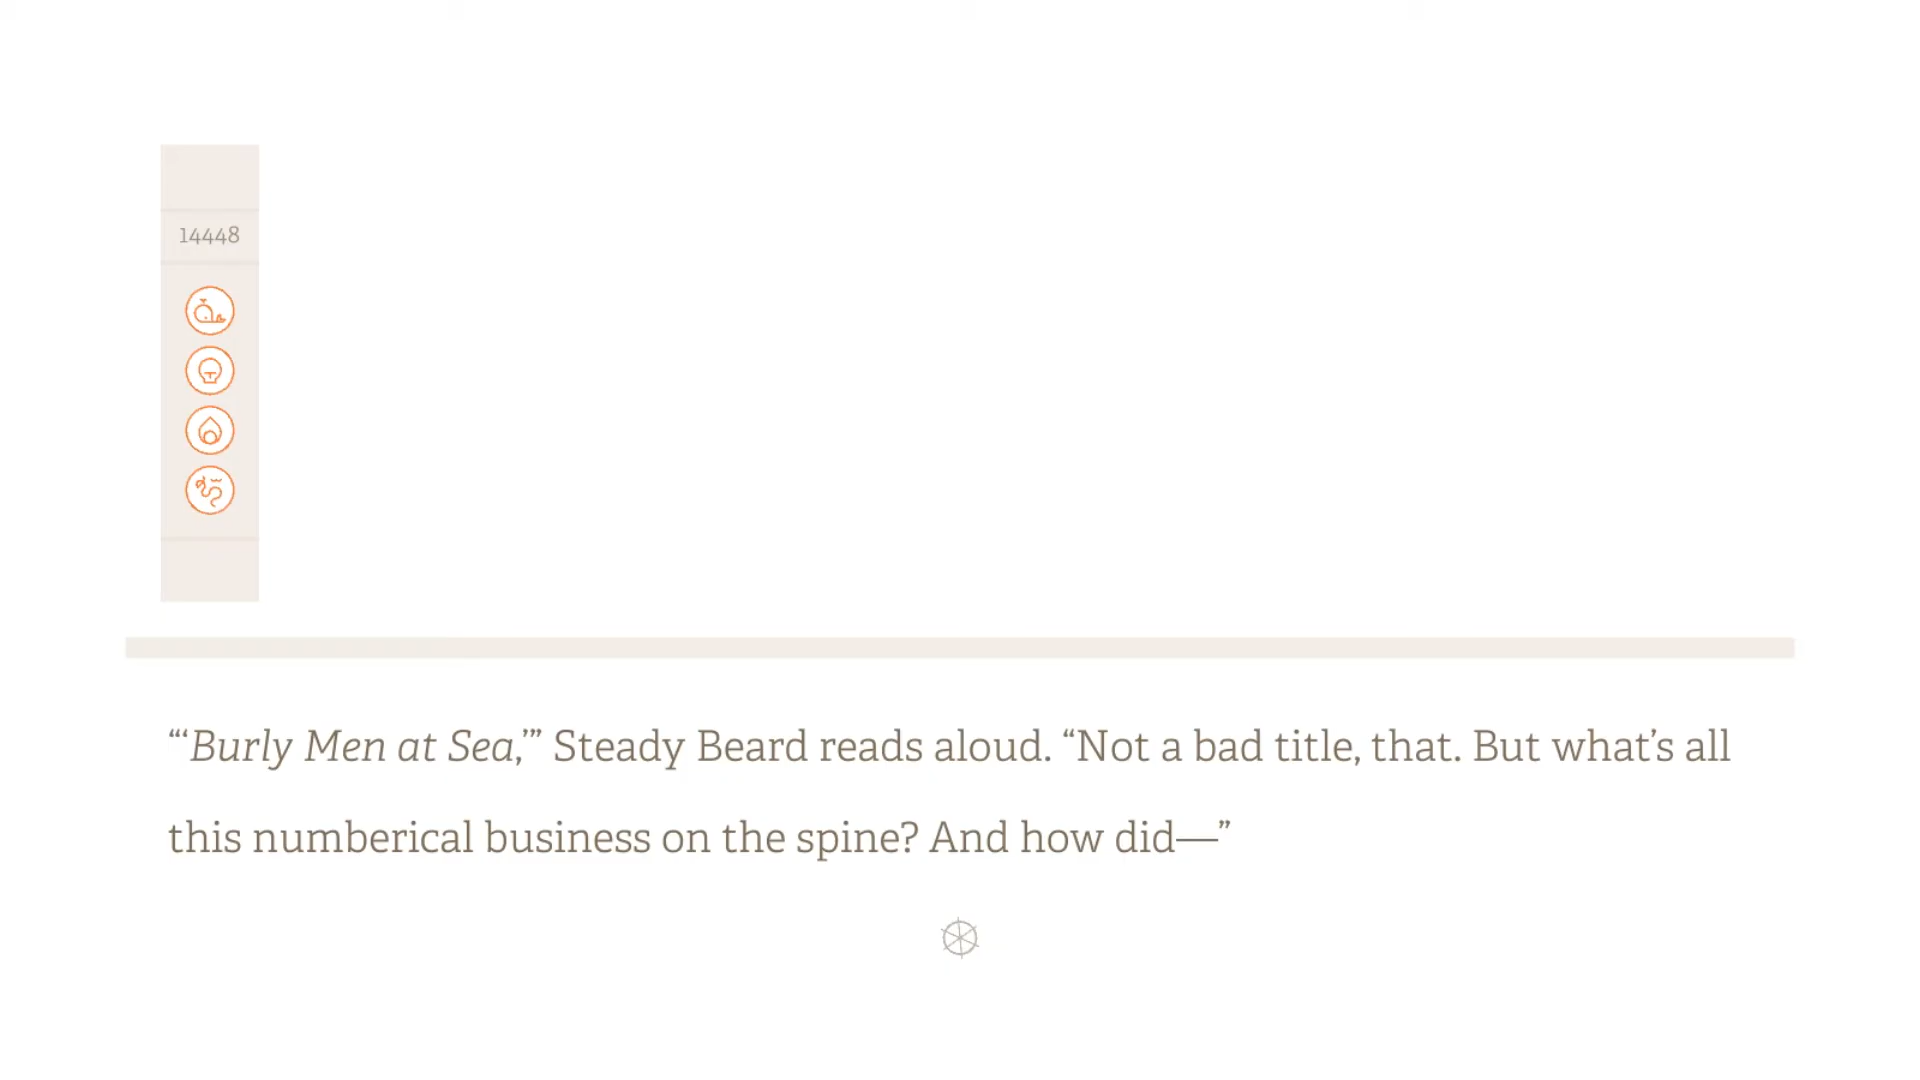 14448
“‘Burly Men at Sea,’” Steady Beard reads aloud. “Not a bad title, that. But what’s all
this numberical business on the spine? And how did—”